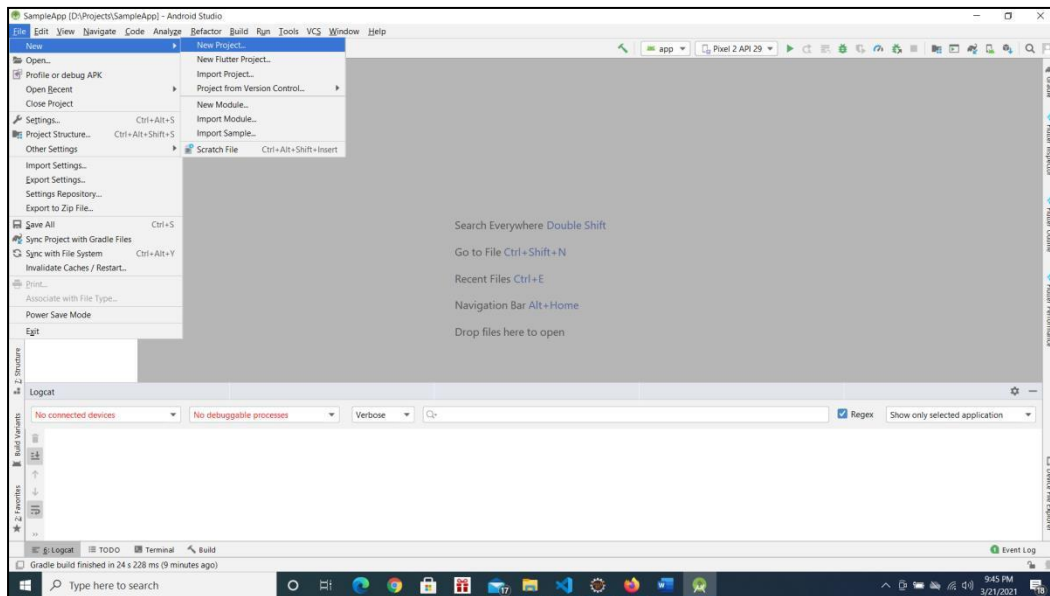 SampleApp [D:\Projects\SampleApp] - Android Studio
File Edit View Navigate Code Analyze Refactor Build Run Tools VCS Window Help
New
Open...
Profile or debug APK
Open Recent
Close Project
Settings... Ctrl+Alt+S
Project Structure... Ctrl+Alt+Shift+S
Other Settings
Import Settings...
Export Settings...
Settings Repository...
Export to Zip File...
Save All Ctrl+S
Sync Project with Gradle Files
Sync with File System Ctrl+Alt+Y
Invalidate Caches / Restart...
Print...
Associate with File Type...
Power Save Mode
Exit
New Project...
New Flutter Project...
Import Project...
Project from Version Control...
New Module...
Import Module...
Import Sample...
Scratch File Ctrl+Alt+Shift+Insert
app
Pixel 2 API 29
Search Everywhere Double Shift
Go to File Ctrl+Shift+N
Recent Files Ctrl+E
Navigation Bar Alt+Home
Drop files here to open
Z: Structure
Build Variants
2: Favorites
Logcat
No connected devices
No debuggable processes
Verbose
Regex
Show only selected application
6: Logcat
TODO
Terminal
Build
Event Log
Gradle build finished in 24 s 228 ms (9 minutes ago)
Type here to search
17
9:45 PM
3/21/2021
18